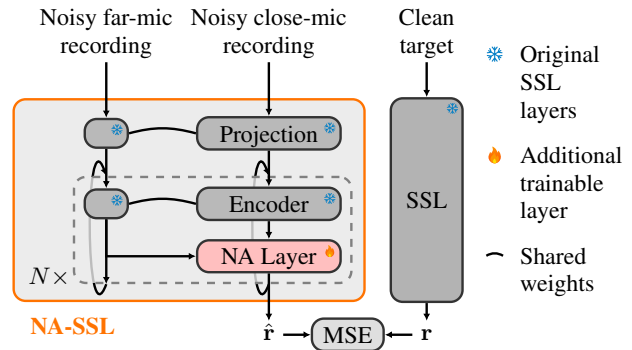 Noisy far-mic
recording
Noisy close-mic
recording
Clean
target
Projection
Encoder
NA Layer
N×
NA-SSL
SSL
r̂
MSE
r
Original
SSL
layers
Additional
trainable
layer
Shared
weights